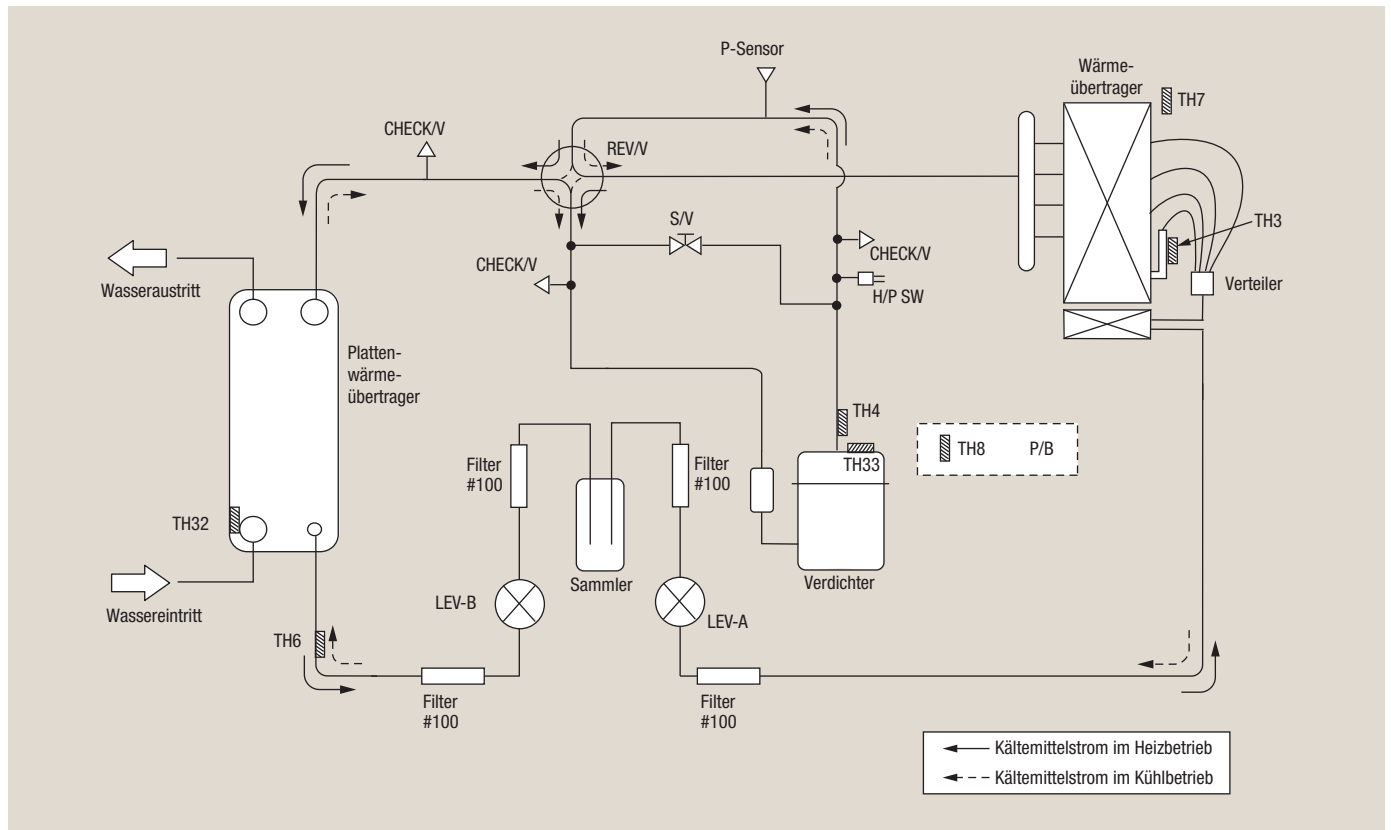 P-Sensor
Wärme-
übertrager
TH7
CHECK/V
REV/V
TH3
S/V
CHECK/V
CHECK/V
H/P SW
Verteiler
Wasseraustritt
Platten-
wärme-
übertrager
TH4
TH33
TH8
P/B
Filter
#100
Filter
#100
TH32
Sammler
Verdichter
LEV-B
LEV-A
Wassereintritt
TH6
Filter
#100
Filter
#100
Kältemittelstrom im Heizbetrieb
Kältemittelstrom im Kühlbetrieb